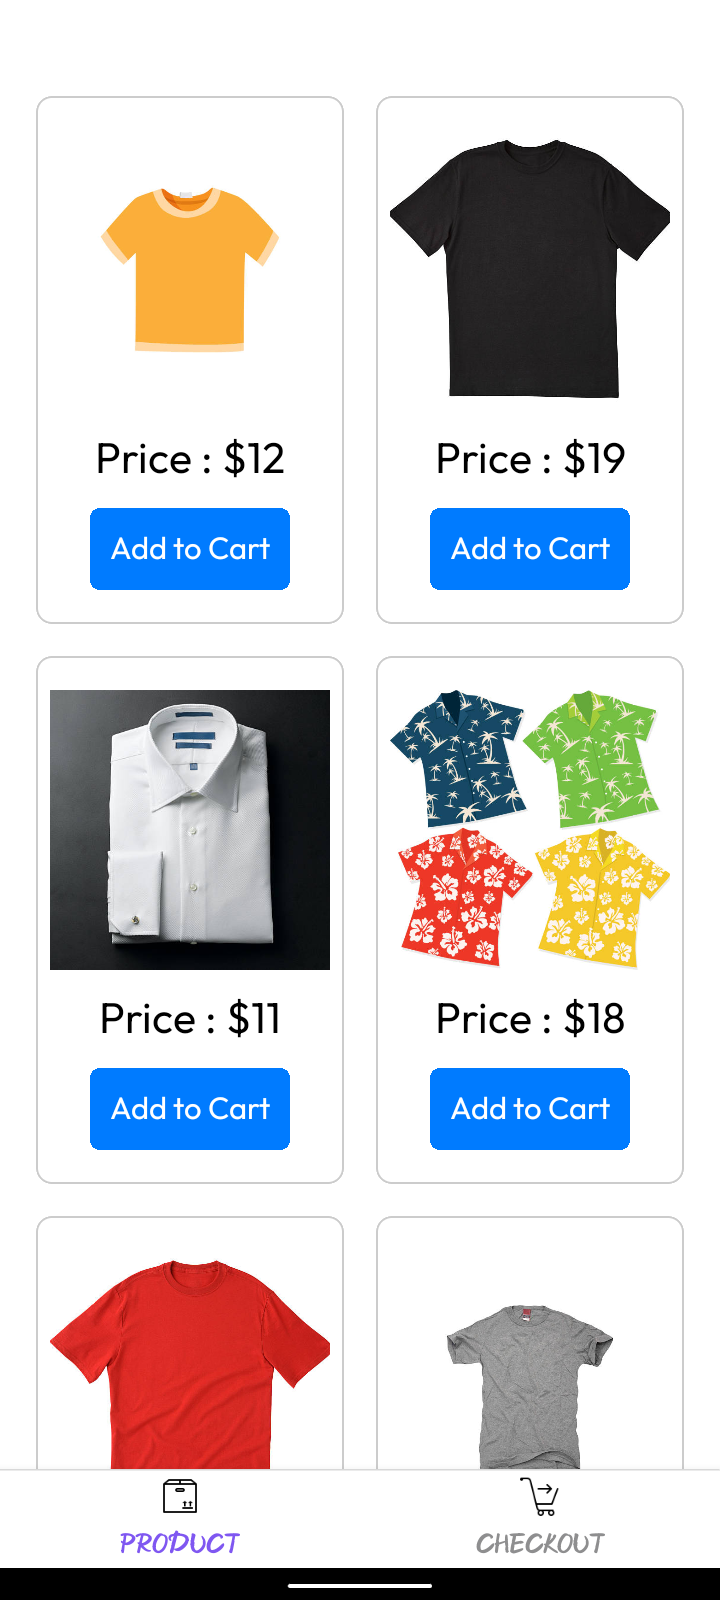 Price : $12
Price : $19
Add to Cart
Add to Cart
Price : $11
Price : $18
Add to Cart
Add to Cart
PRODUCT
CHECKOUT